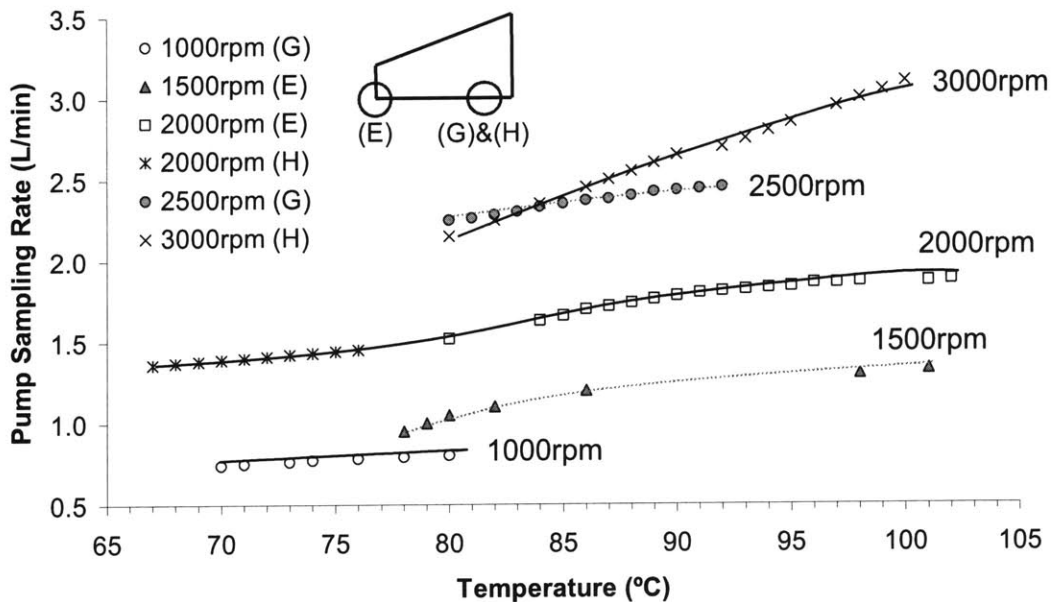 3.5
3.0
2.5
2.0
1.5
1.0
0.5
Pump Sampling Rate (L/min)
1000rpm (G)
1500rpm (E)
2000rpm (E)
2000rpm (H)
2500rpm (G)
3000rpm (H)
(E) (G)&(H)
3000rpm
2500rpm
2000rpm
1500rpm
1000rpm
65 70 75 80 85 90 95 100 105
Temperature (ºC)